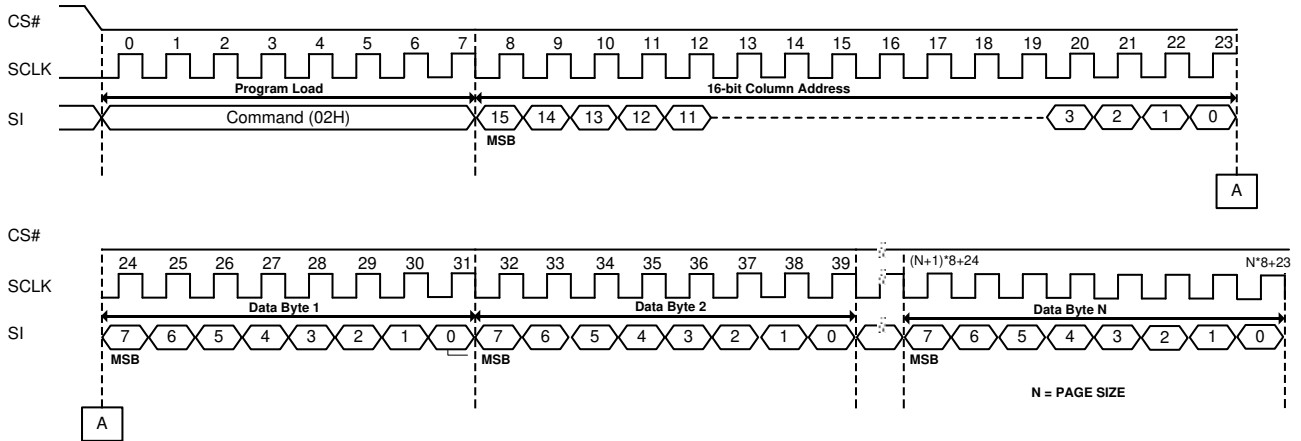 CS#
0 1 2 3 4 5 6 7 8 9 10 11 12 13 14 15 16 17 18 19 20 21 22 23
SCLK
Program Load 16-bit Column Address
SI Command (02H) 15 14 13 12 11 3 2 1 0
MSB
A
CS#
24 25 26 27 28 29 30 31 32 33 34 35 36 37 38 39 (N+1)*8+24 N*8+23
SCLK
Data Byte 1 Data Byte 2 Data Byte N
SI 7 6 5 4 3 2 1 0 7 6 5 4 3 2 1 0 7 6 5 4 3 2 1 0
MSB MSB MSB
N = PAGE SIZE
A